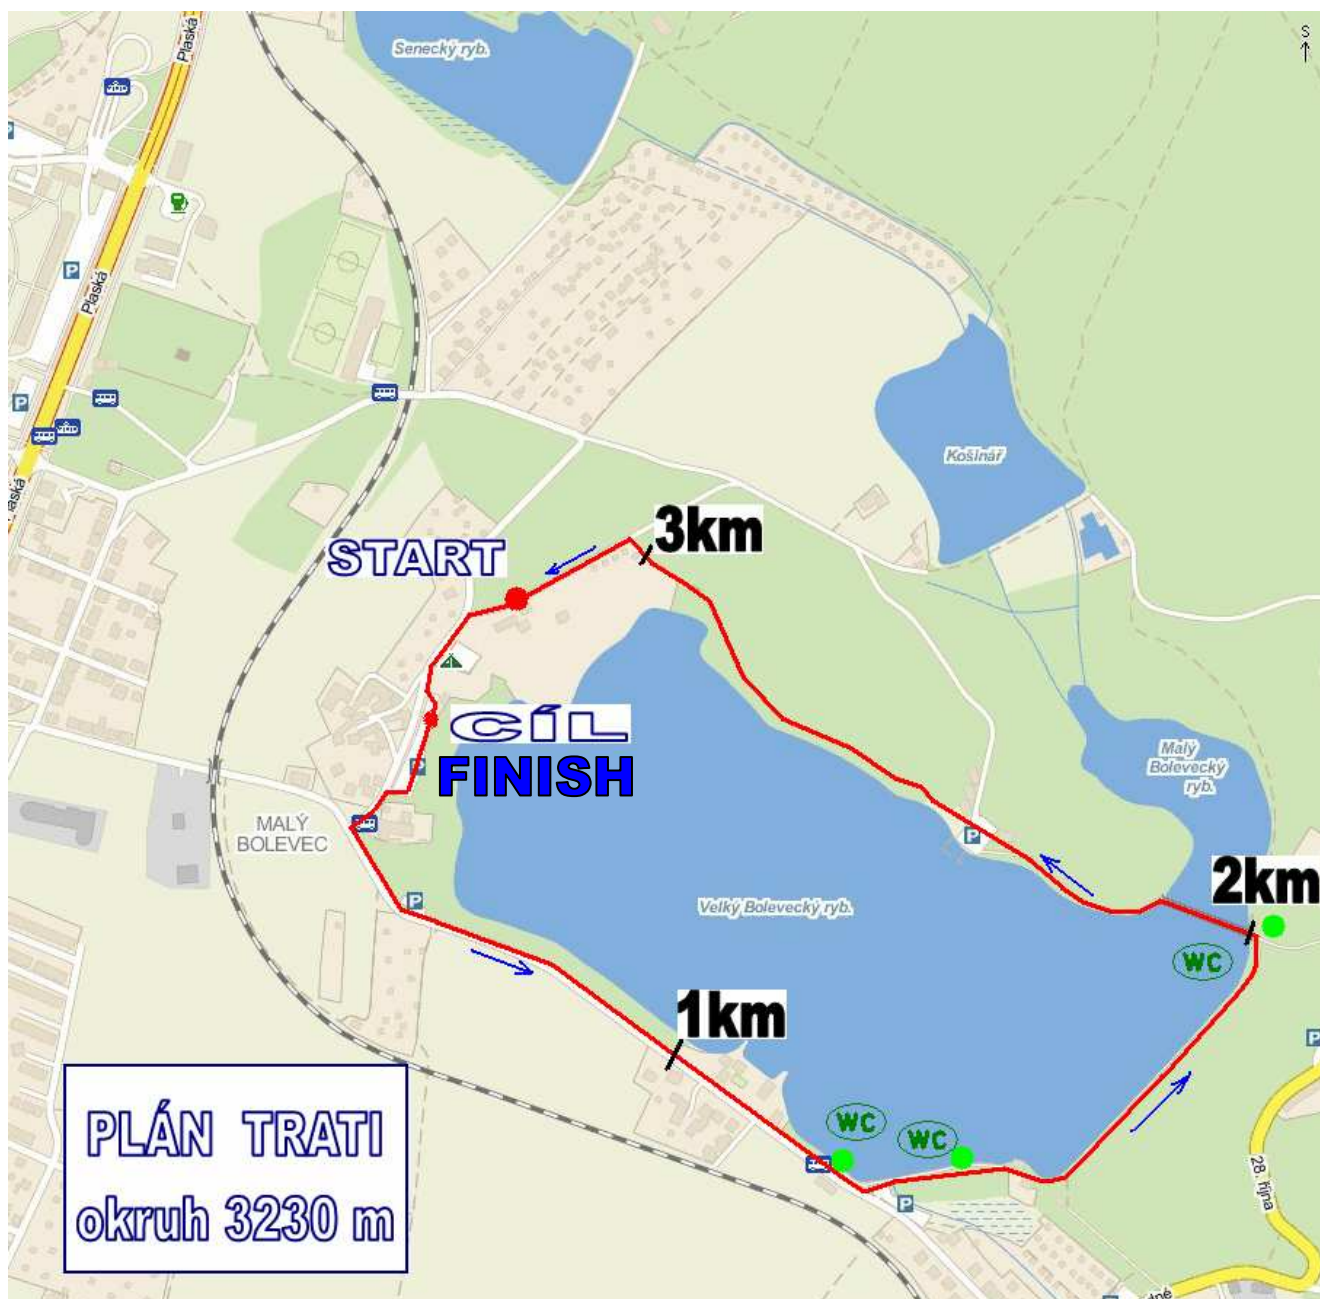 S
Plaská
Senecký ryb.
P
Plaská
P
Košinář
Plaská
3km
START
CÍL
FINISH
P
MALÝ
BOLEVEC
Malý
Bolevecký
ryb.
P
2km
P
Velký Bolevecký ryb.
WC
1km
P
WC
WC
PLÁN TRATI
okruh 3230 m
28. října
P